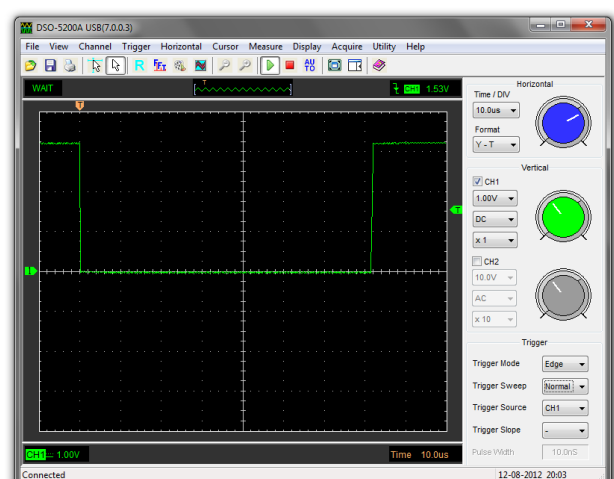 DSO-5200A USB(7.0.0.3)
File View Channel Trigger Horizontal Cursor Measure Display Acquire Utility Help
R FFT AUTO
WAIT T CH1 1.53V
T
T
1
CH1 1.00V Time 10.0us
Horizontal
Time / DIV
10.0us
Format
Y - T
Vertical
CH1
1.00V
DC
x 1
CH2
10.0V
AC
x 10
Trigger
Trigger Mode Edge
Trigger Sweep Normal
Trigger Source CH1
Trigger Slope -
Pulse Width 10.0nS
Connected 12-08-2012 20:03